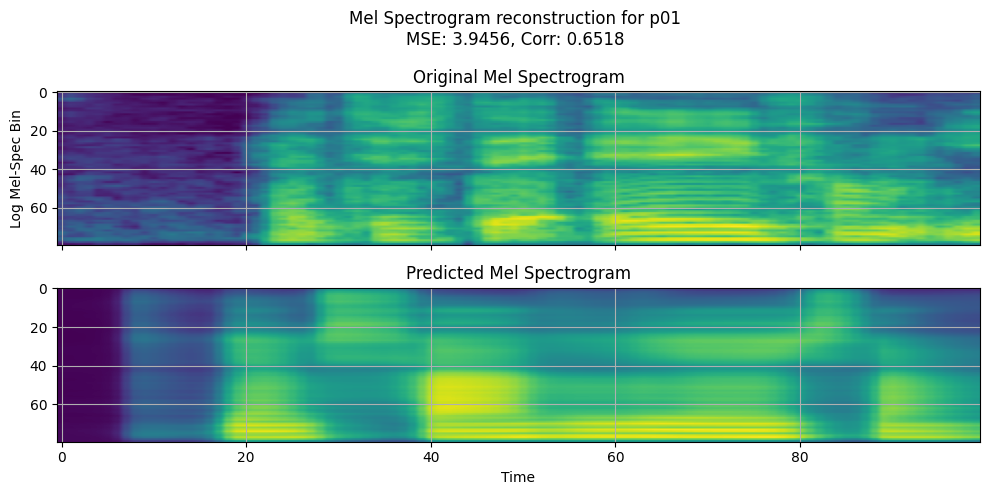 Mel Spectrogram reconstruction for p01
MSE: 3.9456, Corr: 0.6518
Original Mel Spectrogram
0
20
40
60
Log Mel-Spec Bin
Predicted Mel Spectrogram
0
20
40
60
0 20 40 60 80
Time